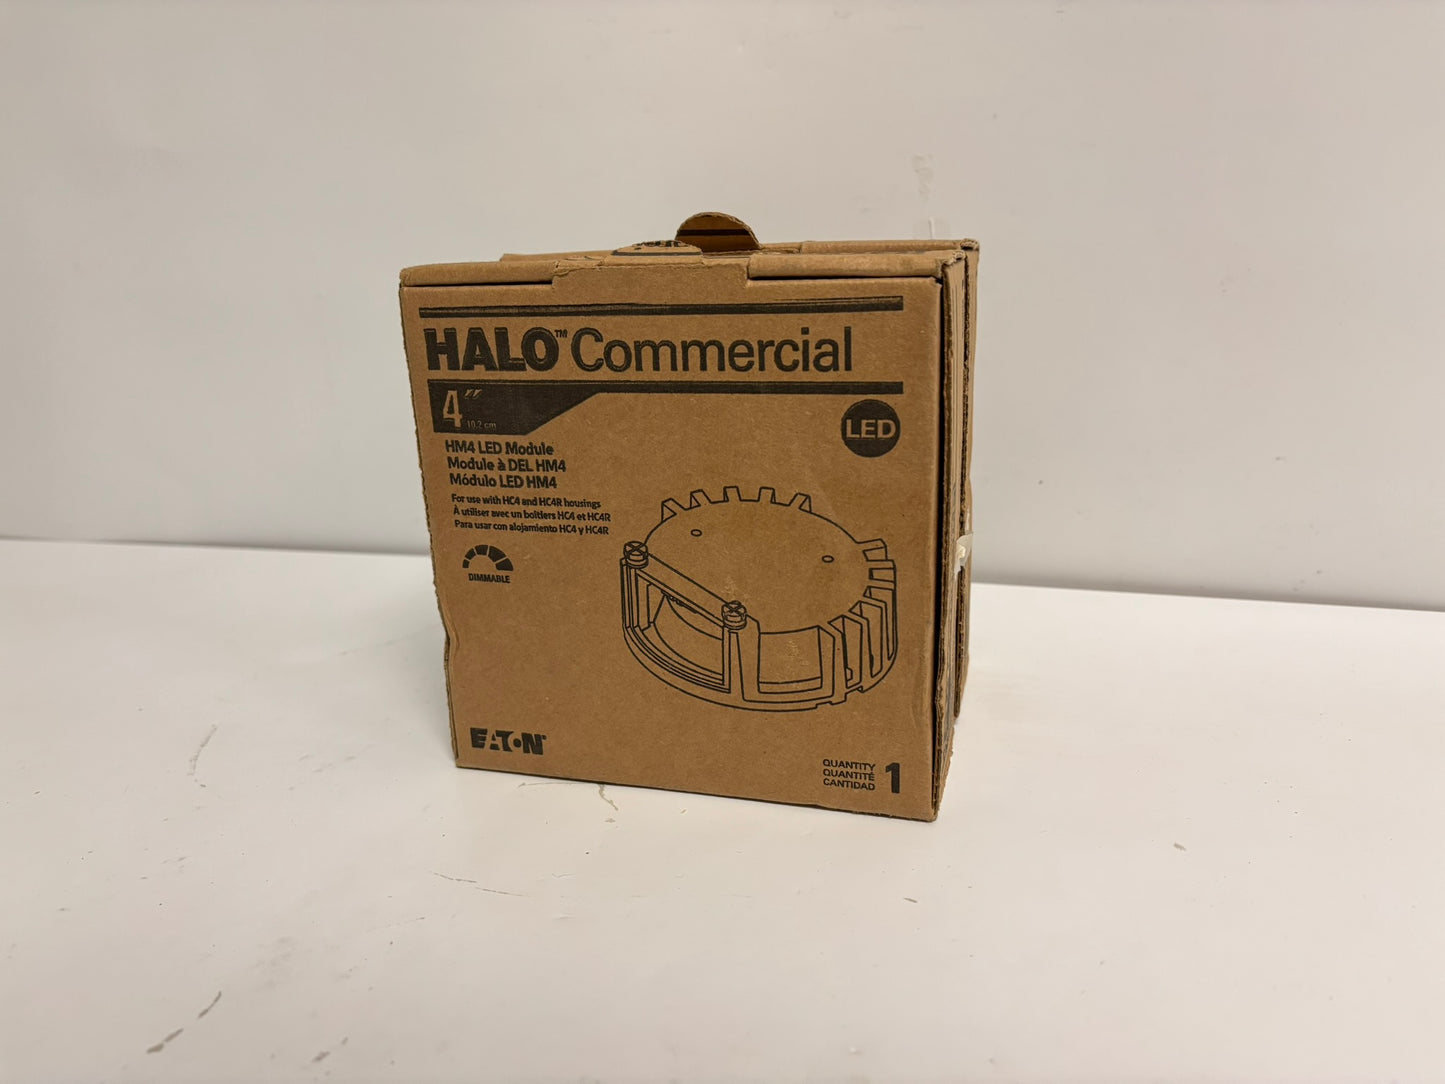 HALO™ Commercial
4"
10.2 cm
LED
HM4 LED Module
Module à DEL HM4
Módulo LED HM4
For use with HC4 and HC4R housings
À utiliser avec un boîtiers HC4 et HC4R
Para usar con alojamiento HC4 y HC4R
DIMMABLE
EATON
QUANTITY
QUANTITÉ
CANTIDAD
1